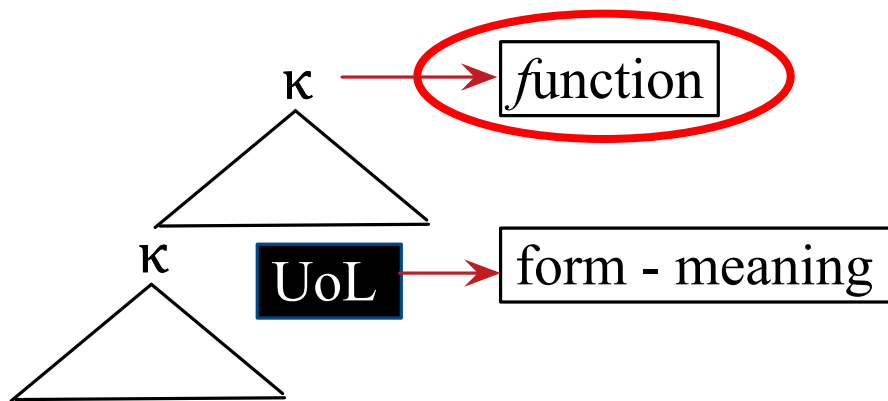 κ function
κ UoL form - meaning